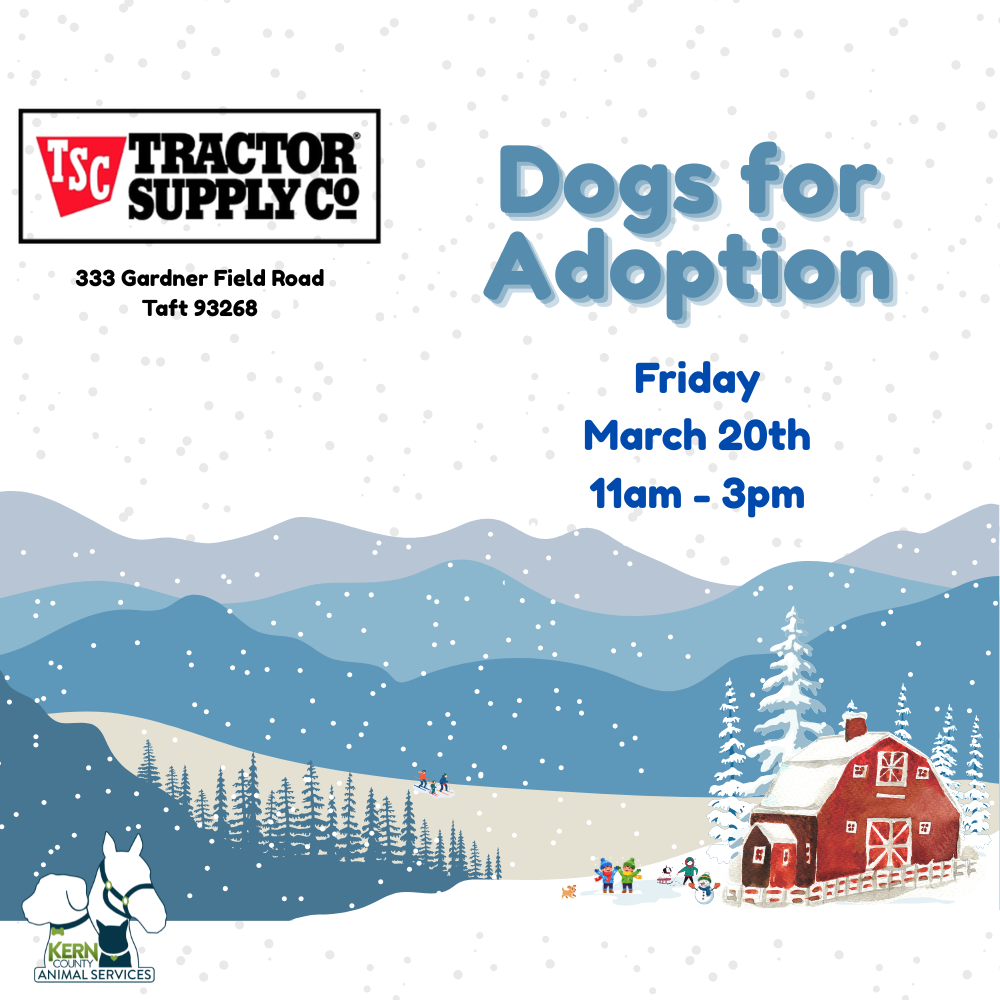 TSC
TRACTOR
SUPPLY Co®
333 Gardner Field Road
Taft 93268
Dogs for
Adoption
Friday
March 20th
11am - 3pm
KERN
COUNTY
ANIMAL SERVICES